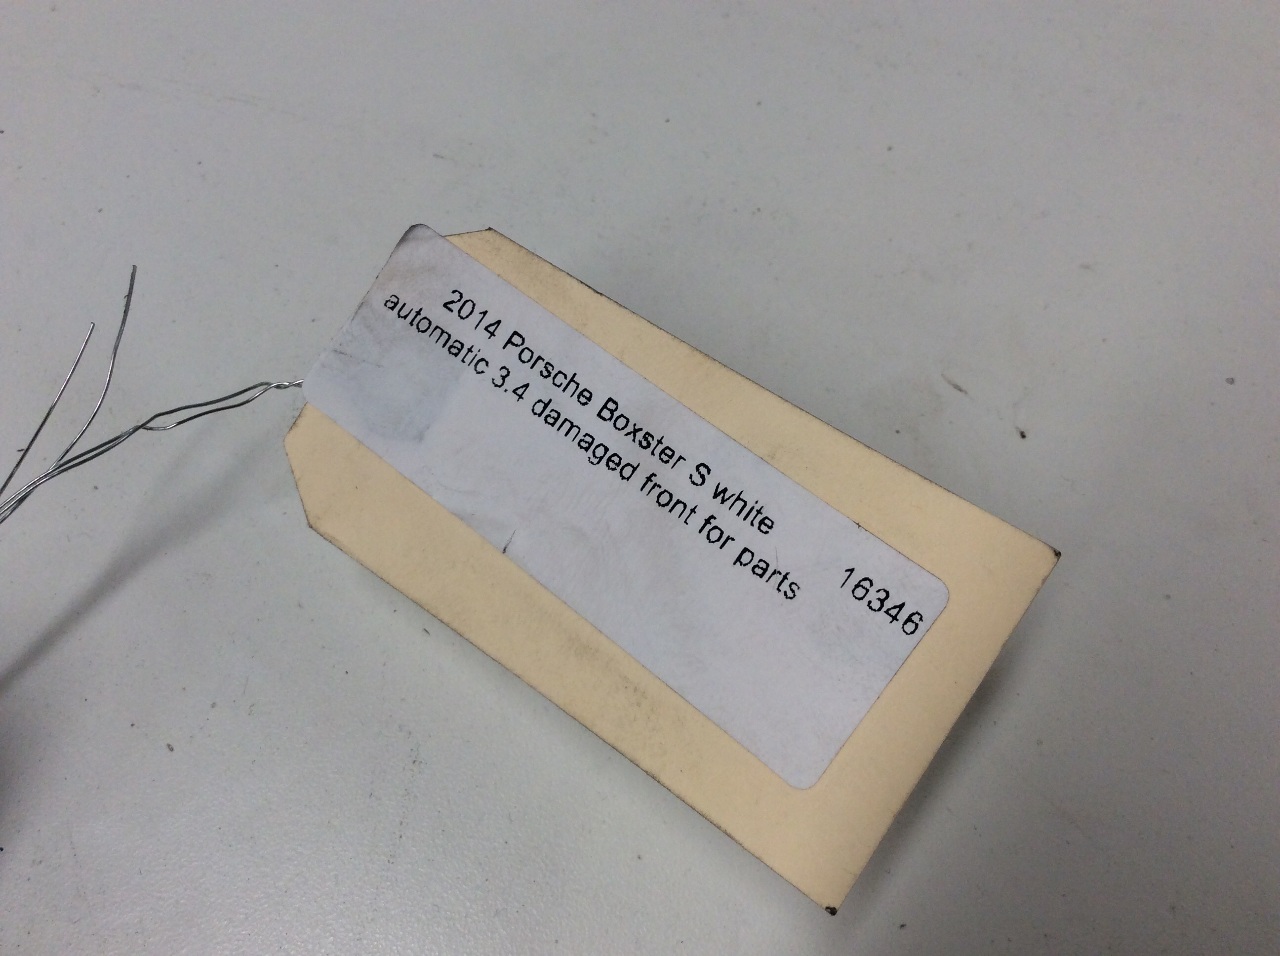 2014 Porsche Boxster S white
automatic 3.4 damaged front for parts
16346